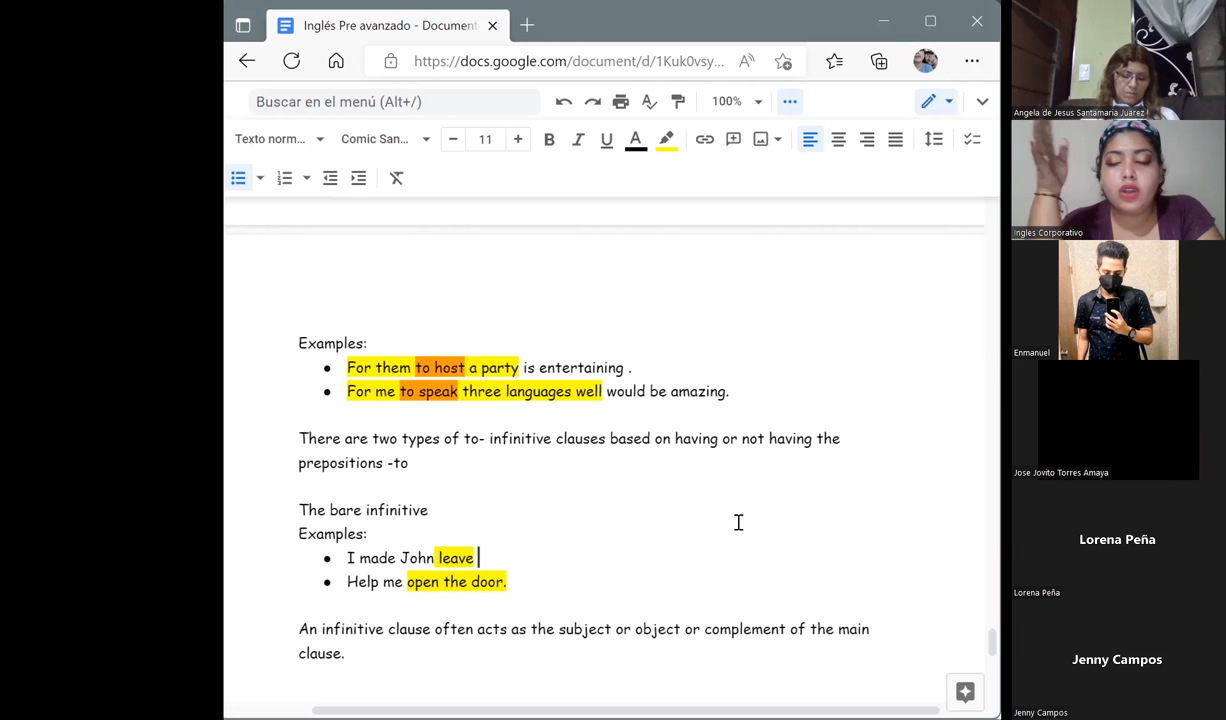 Inglés Pre avanzado - Document
https://docs.google.com/document/d/1Kuk0vsy...
Buscar en el menú (Alt+/)
100%
Texto norm...
Comic San...
11
Examples:
For them to host a party is entertaining .
For me to speak three languages well would be amazing.
There are two types of to- infinitive clauses based on having or not having the
prepositions -to
The bare infinitive
Examples:
I made John leave
Help me open the door.
An infinitive clause often acts as the subject or object or complement of the main
clause.
Angela de Jesus Santamaria Juarez
Ingles Corporativo
Enmanuel
Jose Jovito Torres Amaya
Lorena Peña
Lorena Peña
Jenny Campos
Jenny Campos